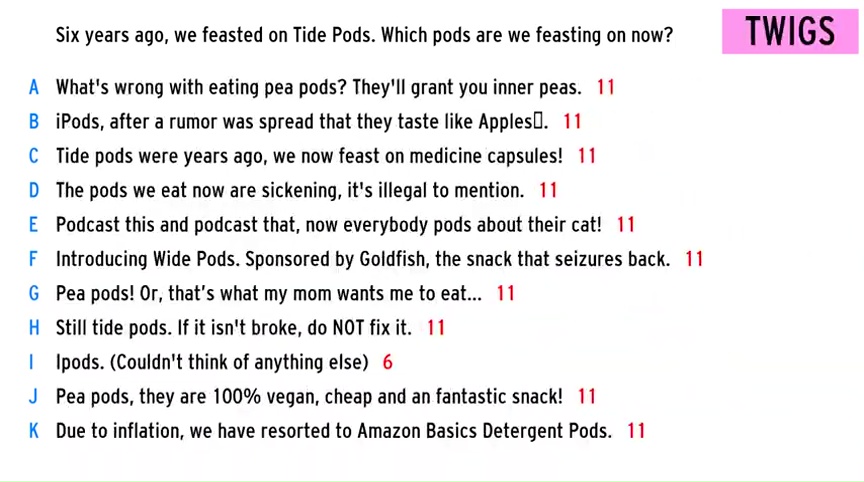 Six years ago, we feasted on Tide Pods. Which pods are we feasting on now?
TWIGS
A What's wrong with eating pea pods? They'll grant you inner peas. 11
B iPods, after a rumor was spread that they taste like Apples▯. 11
C Tide pods were years ago, we now feast on medicine capsules! 11
D The pods we eat now are sickening, it's illegal to mention. 11
E Podcast this and podcast that, now everybody pods about their cat! 11
F Introducing Wide Pods. Sponsored by Goldfish, the snack that seizures back. 11
G Pea pods! Or, that’s what my mom wants me to eat... 11
H Still tide pods. If it isn't broke, do NOT fix it. 11
I Ipods. (Couldn't think of anything else) 6
J Pea pods, they are 100% vegan, cheap and an fantastic snack! 11
K Due to inflation, we have resorted to Amazon Basics Detergent Pods. 11